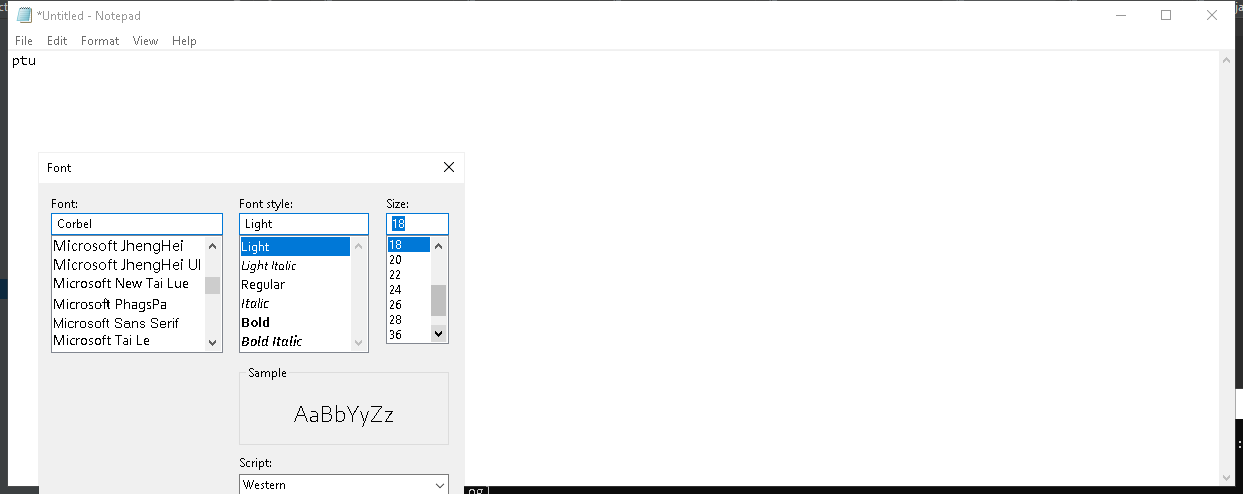 *Untitled - Notepad
File Edit Format View Help
ptu
Font
Font: Font style: Size:
Corbel Light 18
Microsoft JhengHei Light 18
Microsoft JhengHei UI Light Italic 20
Microsoft New Tai Lue Regular 22
Microsoft PhagsPa Italic 24
Microsoft Sans Serif Bold 26
Microsoft Tai Le Bold Italic 28
36
Sample
AaBbYyZz
Script:
Western